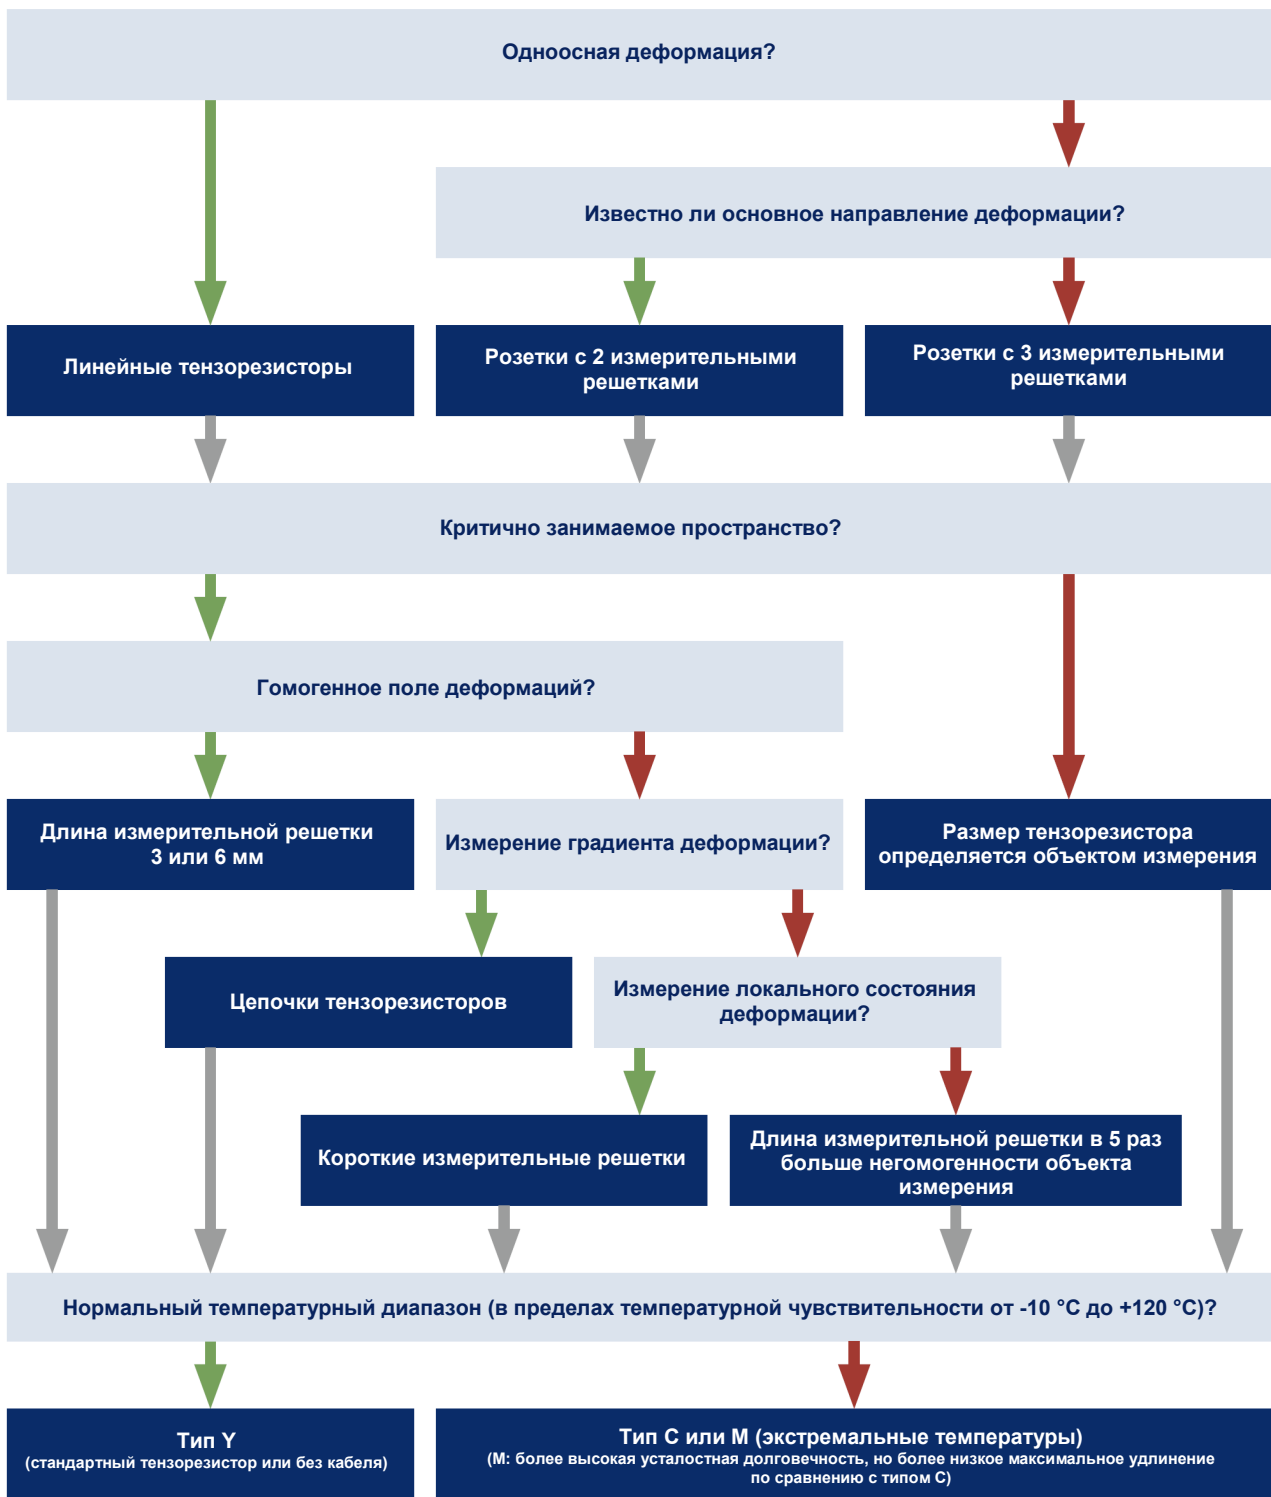 Одноосная деформация?
Известно ли основное направление деформации?
Линейные тензорезисторы
Розетки с 2 измерительными
решетками
Розетки с 3 измерительными
решетками
Критично занимаемое пространство?
Гомогенное поле деформаций?
Длина измерительной решетки
3 или 6 мм
Измерение градиента деформации?
Размер тензорезистора
определяется объектом измерения
Цепочки тензорезисторов
Измерение локального состояния
деформации?
Короткие измерительные решетки
Длина измерительной решетки в 5 раз
больше негомогенности объекта
измерения
Нормальный температурный диапазон (в пределах температурной чувствительности от -10 °C до +120 °C)?
Тип Y
(стандартный тензорезистор или без кабеля)
Тип C или M (экстремальные температуры)
(M: более высокая усталостная долговечность, но более низкое максимальное удлинение
по сравнению с типом C)